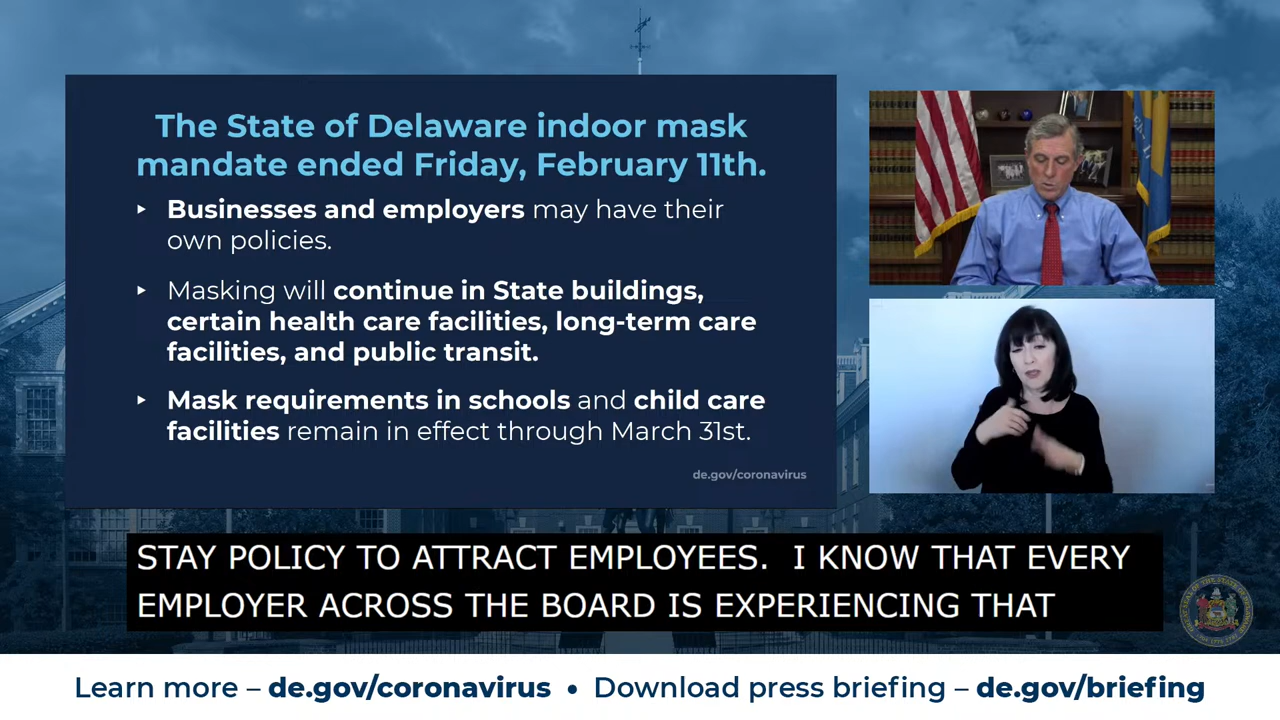 The State of Delaware indoor mask
mandate ended Friday, February 11th.
‣ Businesses and employers may have their
own policies.
‣ Masking will continue in State buildings,
certain health care facilities, long-term care
facilities, and public transit.
‣ Mask requirements in schools and child care
facilities remain in effect through March 31st.
de.gov/coronavirus
STAY POLICY TO ATTRACT EMPLOYEES.  I KNOW THAT EVERY
EMPLOYER ACROSS THE BOARD IS EXPERIENCING THAT
Learn more – de.gov/coronavirus • Download press briefing – de.gov/briefing